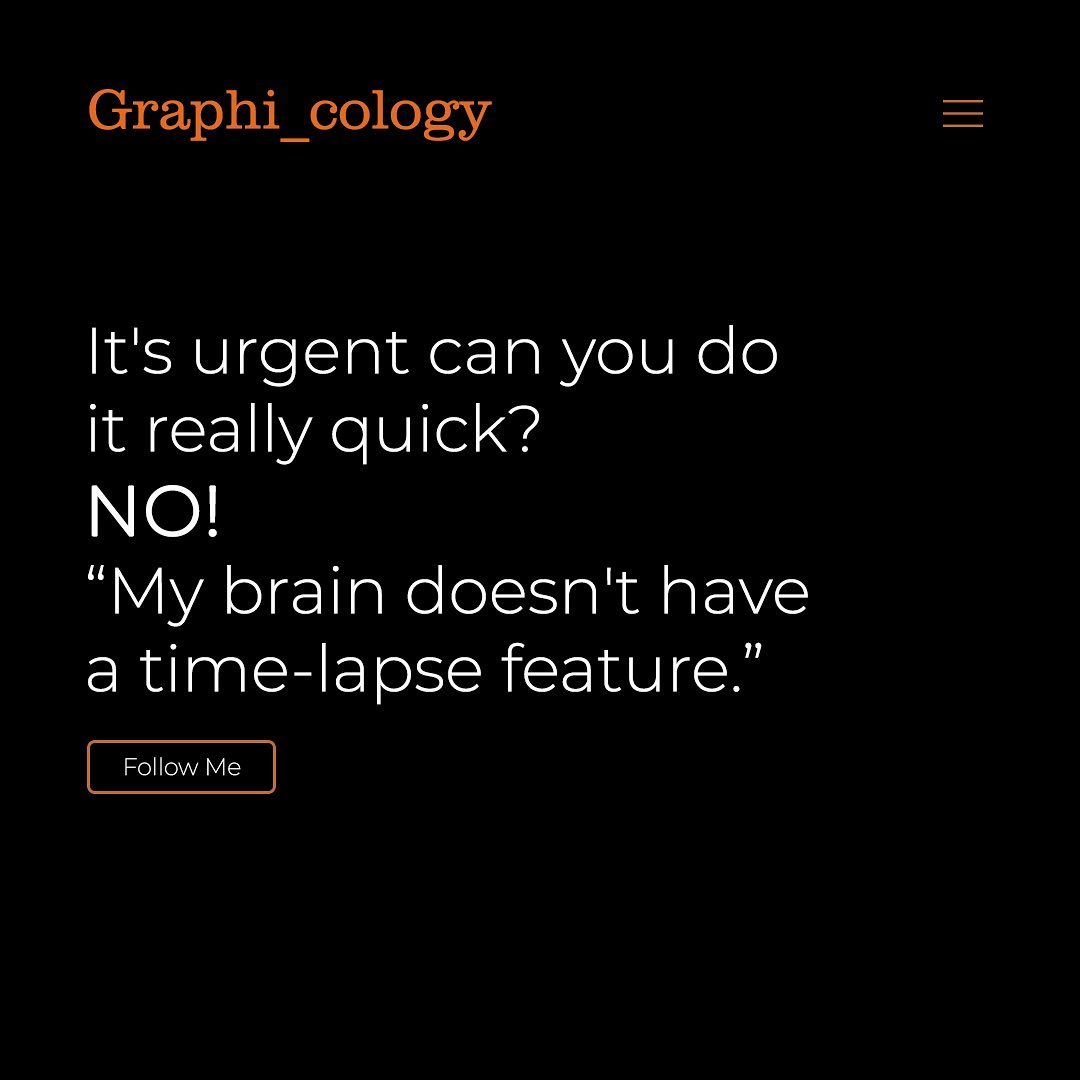 Graphi_cology
It's urgent can you do
it really quick?
NO!
“My brain doesn't have
a time-lapse feature.”
Follow Me